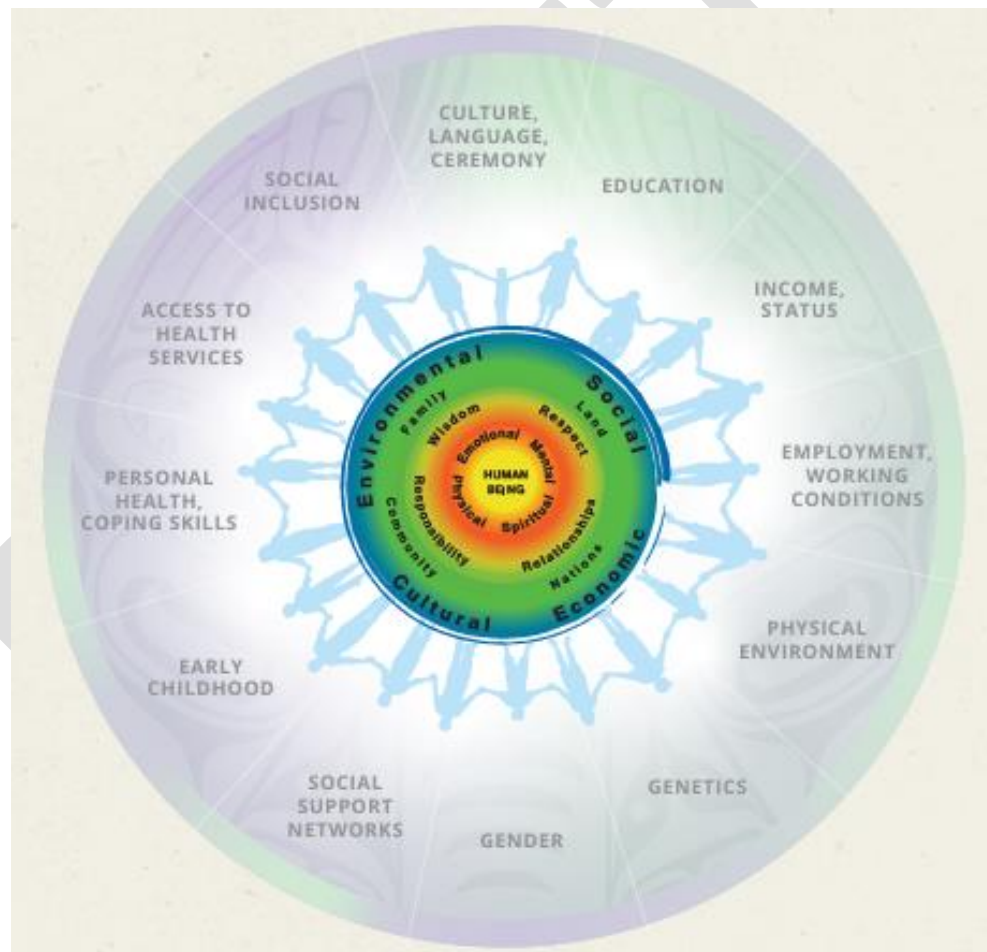 CULTURE,
LANGUAGE,
CEREMONY
EDUCATION
INCOME,
STATUS
EMPLOYMENT,
WORKING
CONDITIONS
PHYSICAL
ENVIRONMENT
GENETICS
GENDER
SOCIAL
SUPPORT
NETWORKS
EARLY
CHILDHOOD
PERSONAL
HEALTH,
COPING SKILLS
ACCESS TO
HEALTH
SERVICES
SOCIAL
INCLUSION
Environmental
Social
Economic
Cultural
Family
Land
Nations
Community
Wisdom
Respect
Relationships
Responsibility
Emotional
Mental
Spiritual
Physical
HUMAN
BEING